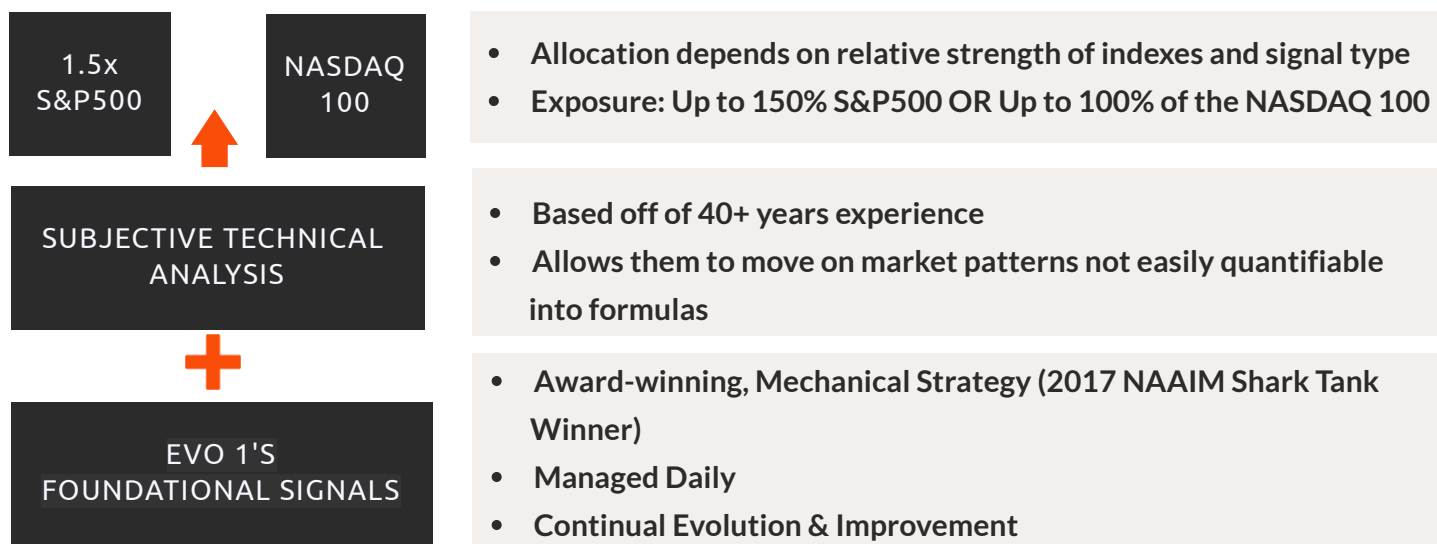 1.5x
S&P500
NASDAQ
100
• Allocation depends on relative strength of indexes and signal type
• Exposure: Up to 150% S&P500 OR Up to 100% of the NASDAQ 100
SUBJECTIVE TECHNICAL
ANALYSIS
• Based off of 40+ years experience
• Allows them to move on market patterns not easily quantifiable
into formulas
EVO 1'S
FOUNDATIONAL SIGNALS
• Award-winning, Mechanical Strategy (2017 NAAIM Shark Tank
Winner)
• Managed Daily
• Continual Evolution & Improvement